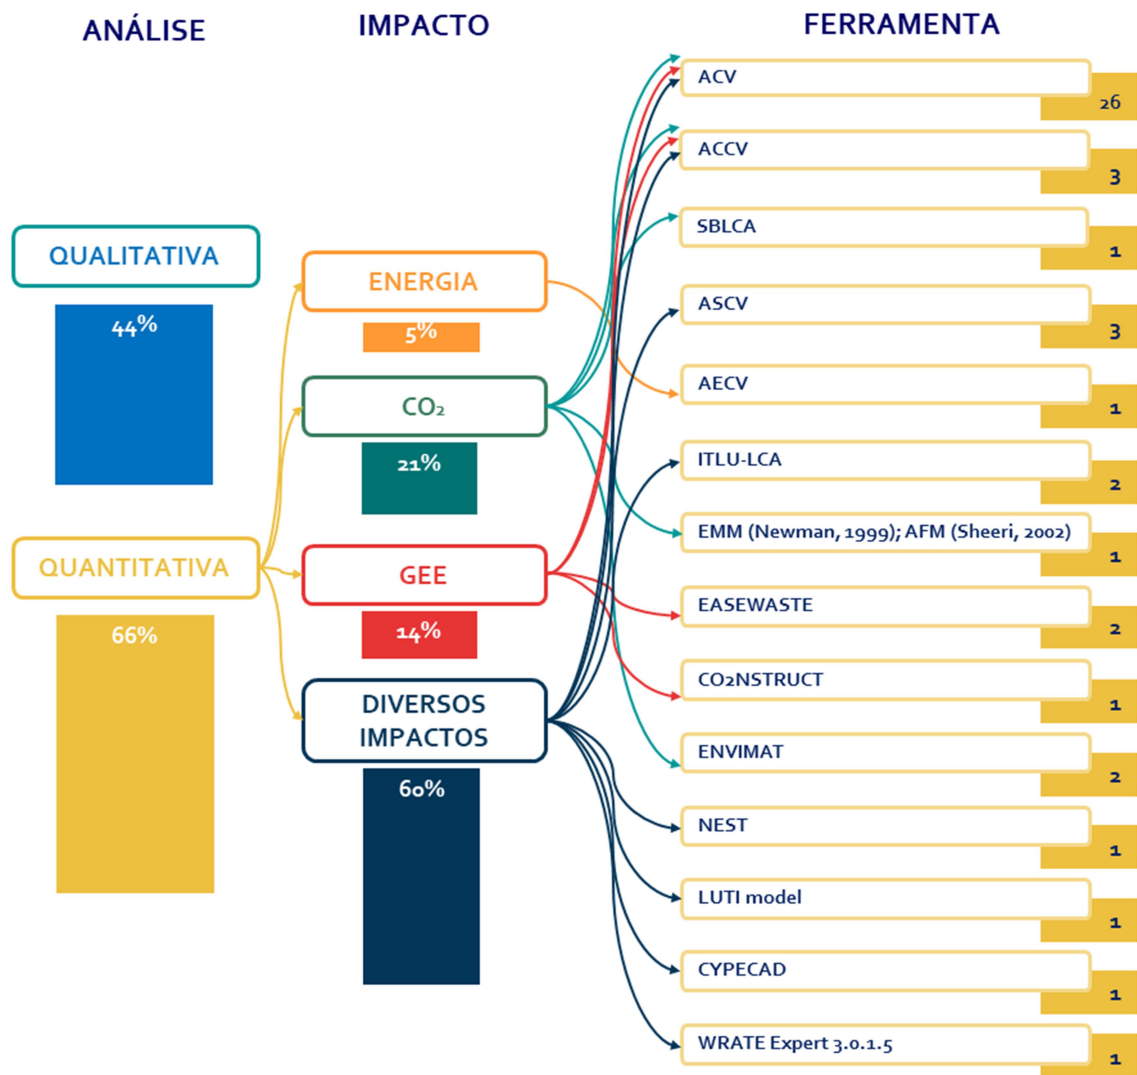 ANÁLISE
IMPACTO
FERRAMENTA
QUALITATIVA
44%
QUANTITATIVA
66%
ENERGIA
5%
CO₂
21%
GEE
14%
DIVERSOS
IMPACTOS
60%
ACV
26
ACCV
3
SBLCA
1
ASCV
3
AECV
1
ITLU-LCA
2
EMM (Newman, 1999); AFM (Sheeri, 2002)
1
EASEWASTE
2
CO2NSTRUCT
1
ENVIMAT
2
NEST
1
LUTI model
1
CYPECAD
1
WRATE Expert 3.0.1.5
1